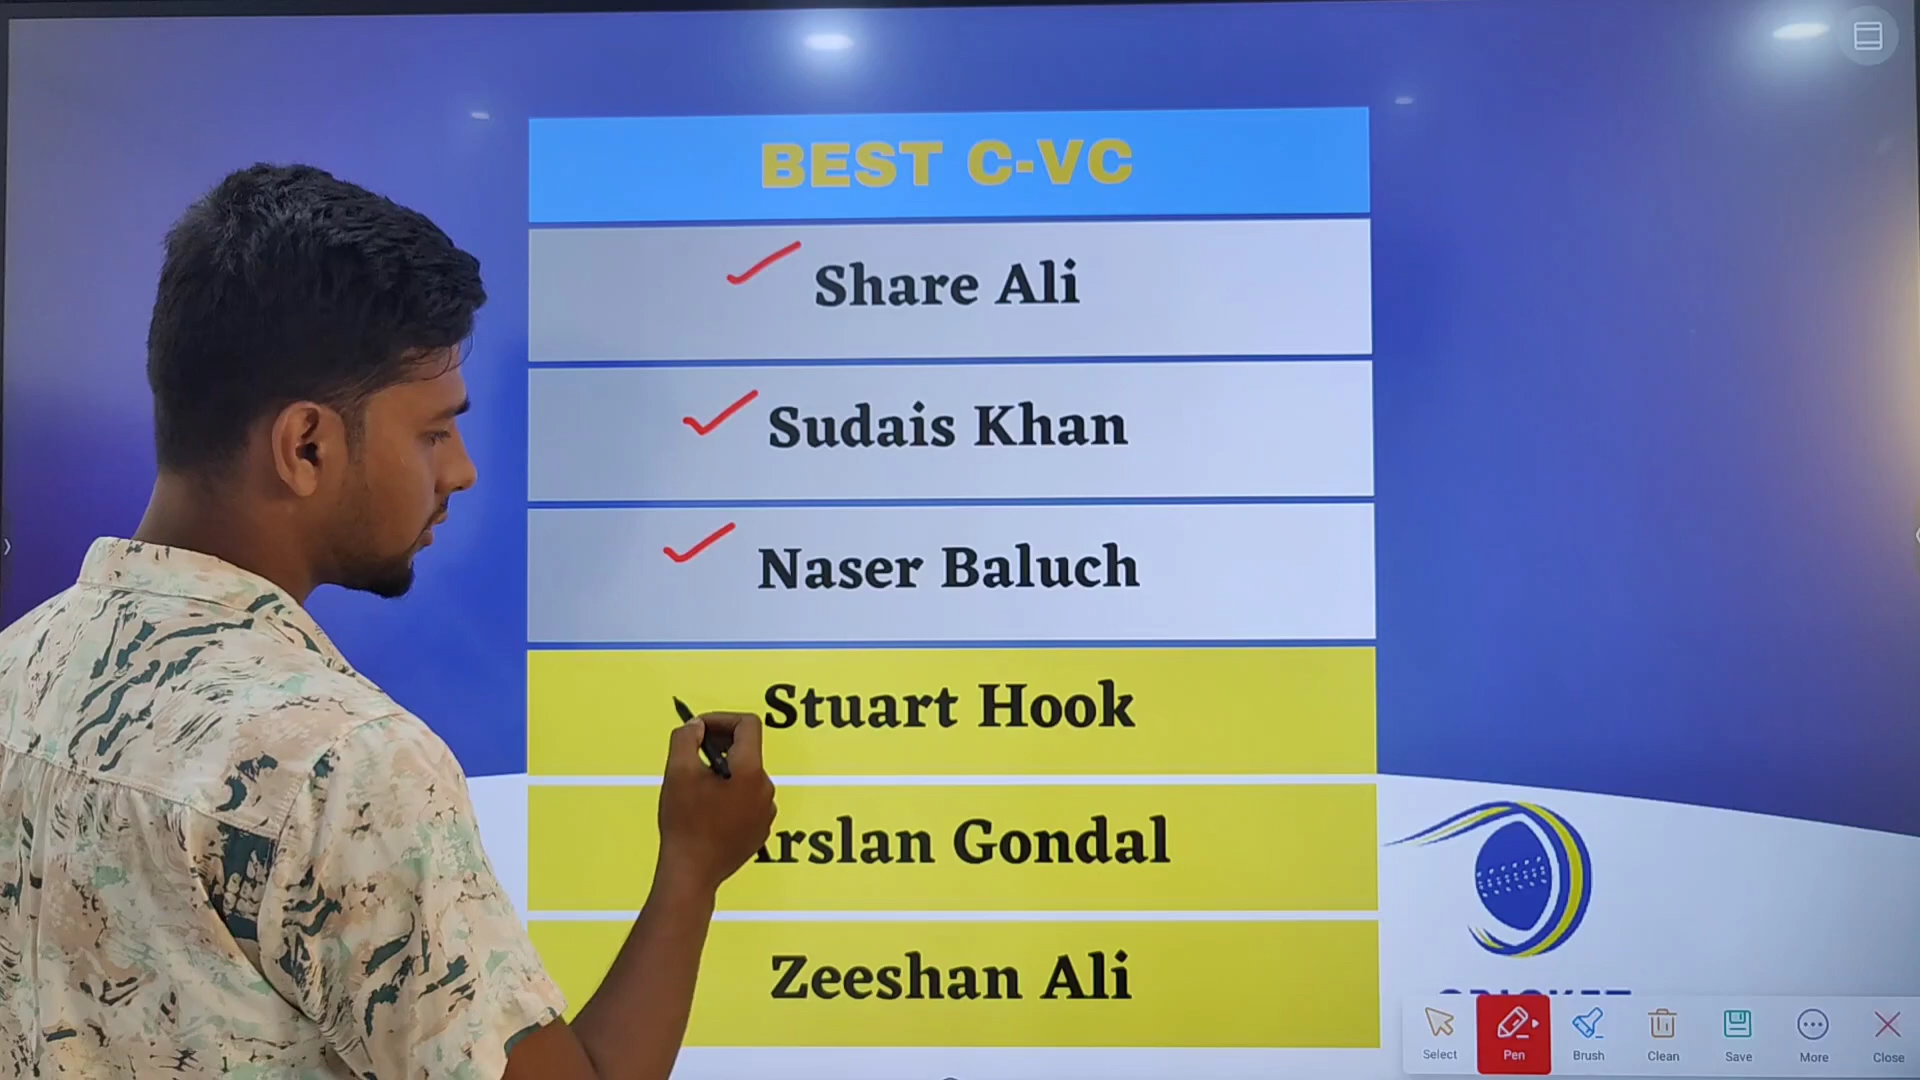 BEST C-VC
Share Ali
Sudais Khan
Naser Baluch
Stuart Hook
Arslan Gondal
Zeeshan Ali
Select
Pen
Brush
Clean
Save
More
Close